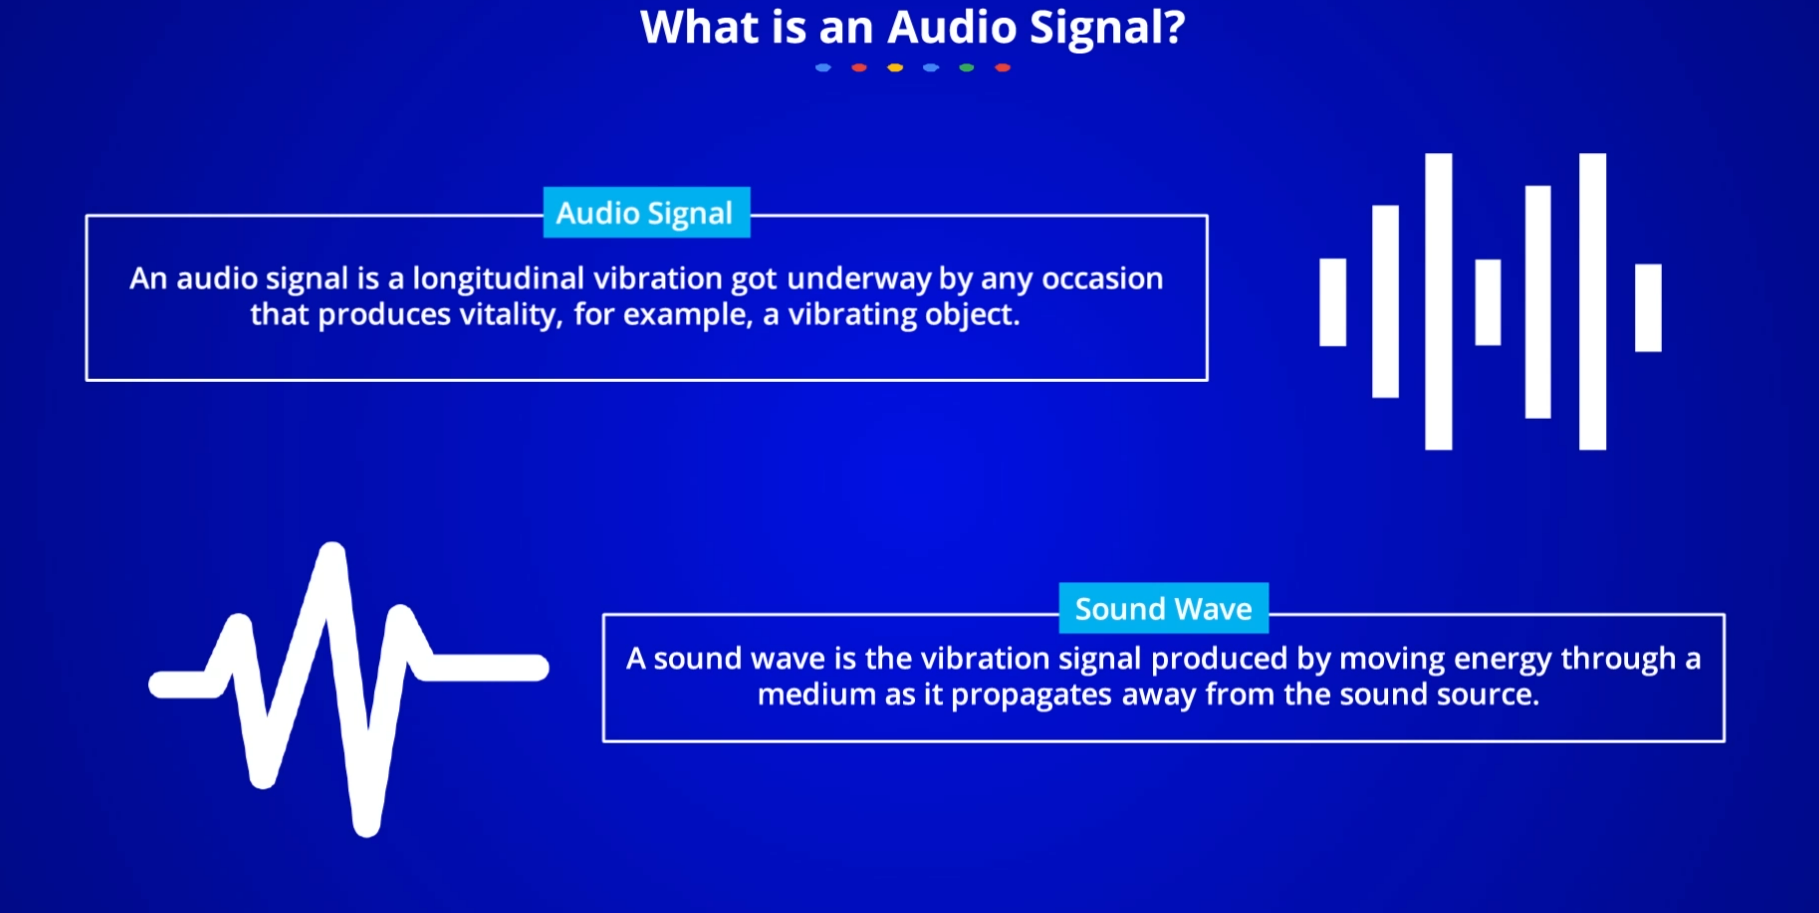 What is an Audio Signal?
Audio Signal
An audio signal is a longitudinal vibration got underway by any occasion
that produces vitality, for example, a vibrating object.
Sound Wave
A sound wave is the vibration signal produced by moving energy through a
medium as it propagates away from the sound source.